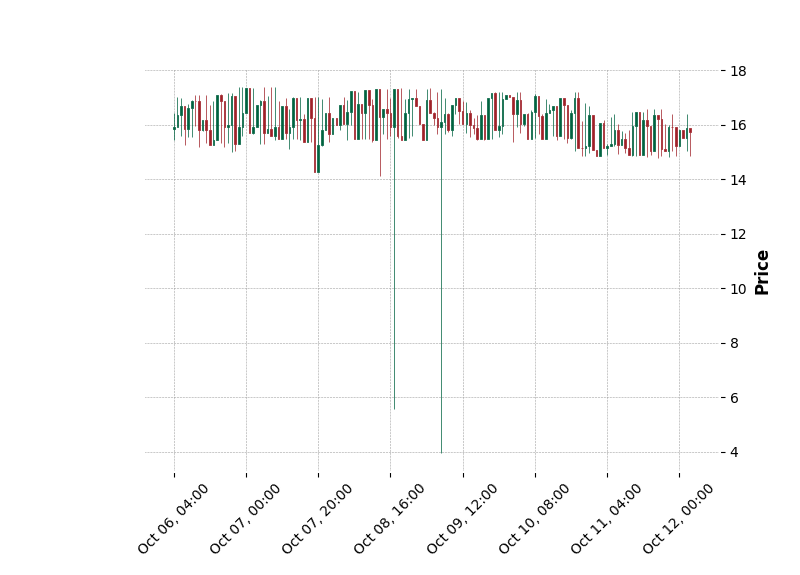 18
16
14
12
10
8
6
4
Price
Oct 06, 04:00
Oct 07, 00:00
Oct 07, 20:00
Oct 08, 16:00
Oct 09, 12:00
Oct 10, 08:00
Oct 11, 04:00
Oct 12, 00:00